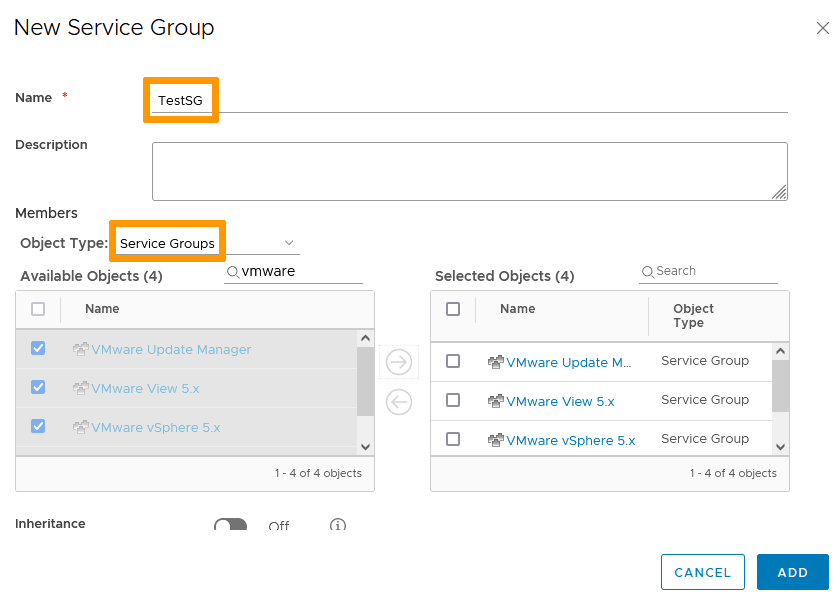 New Service Group
Name *
TestSG
Description
Members
Object Type:
Service Groups
Available Objects (4)
vmware
Selected Objects (4)
Search
Name
VMware Update Manager
VMware View 5.x
VMware vSphere 5.x
1 - 4 of 4 objects
Name Object Type
VMware Update M... Service Group
VMware View 5.x Service Group
VMware vSphere 5.x Service Group
1 - 4 of 4 objects
Inheritance
Off
CANCEL
ADD